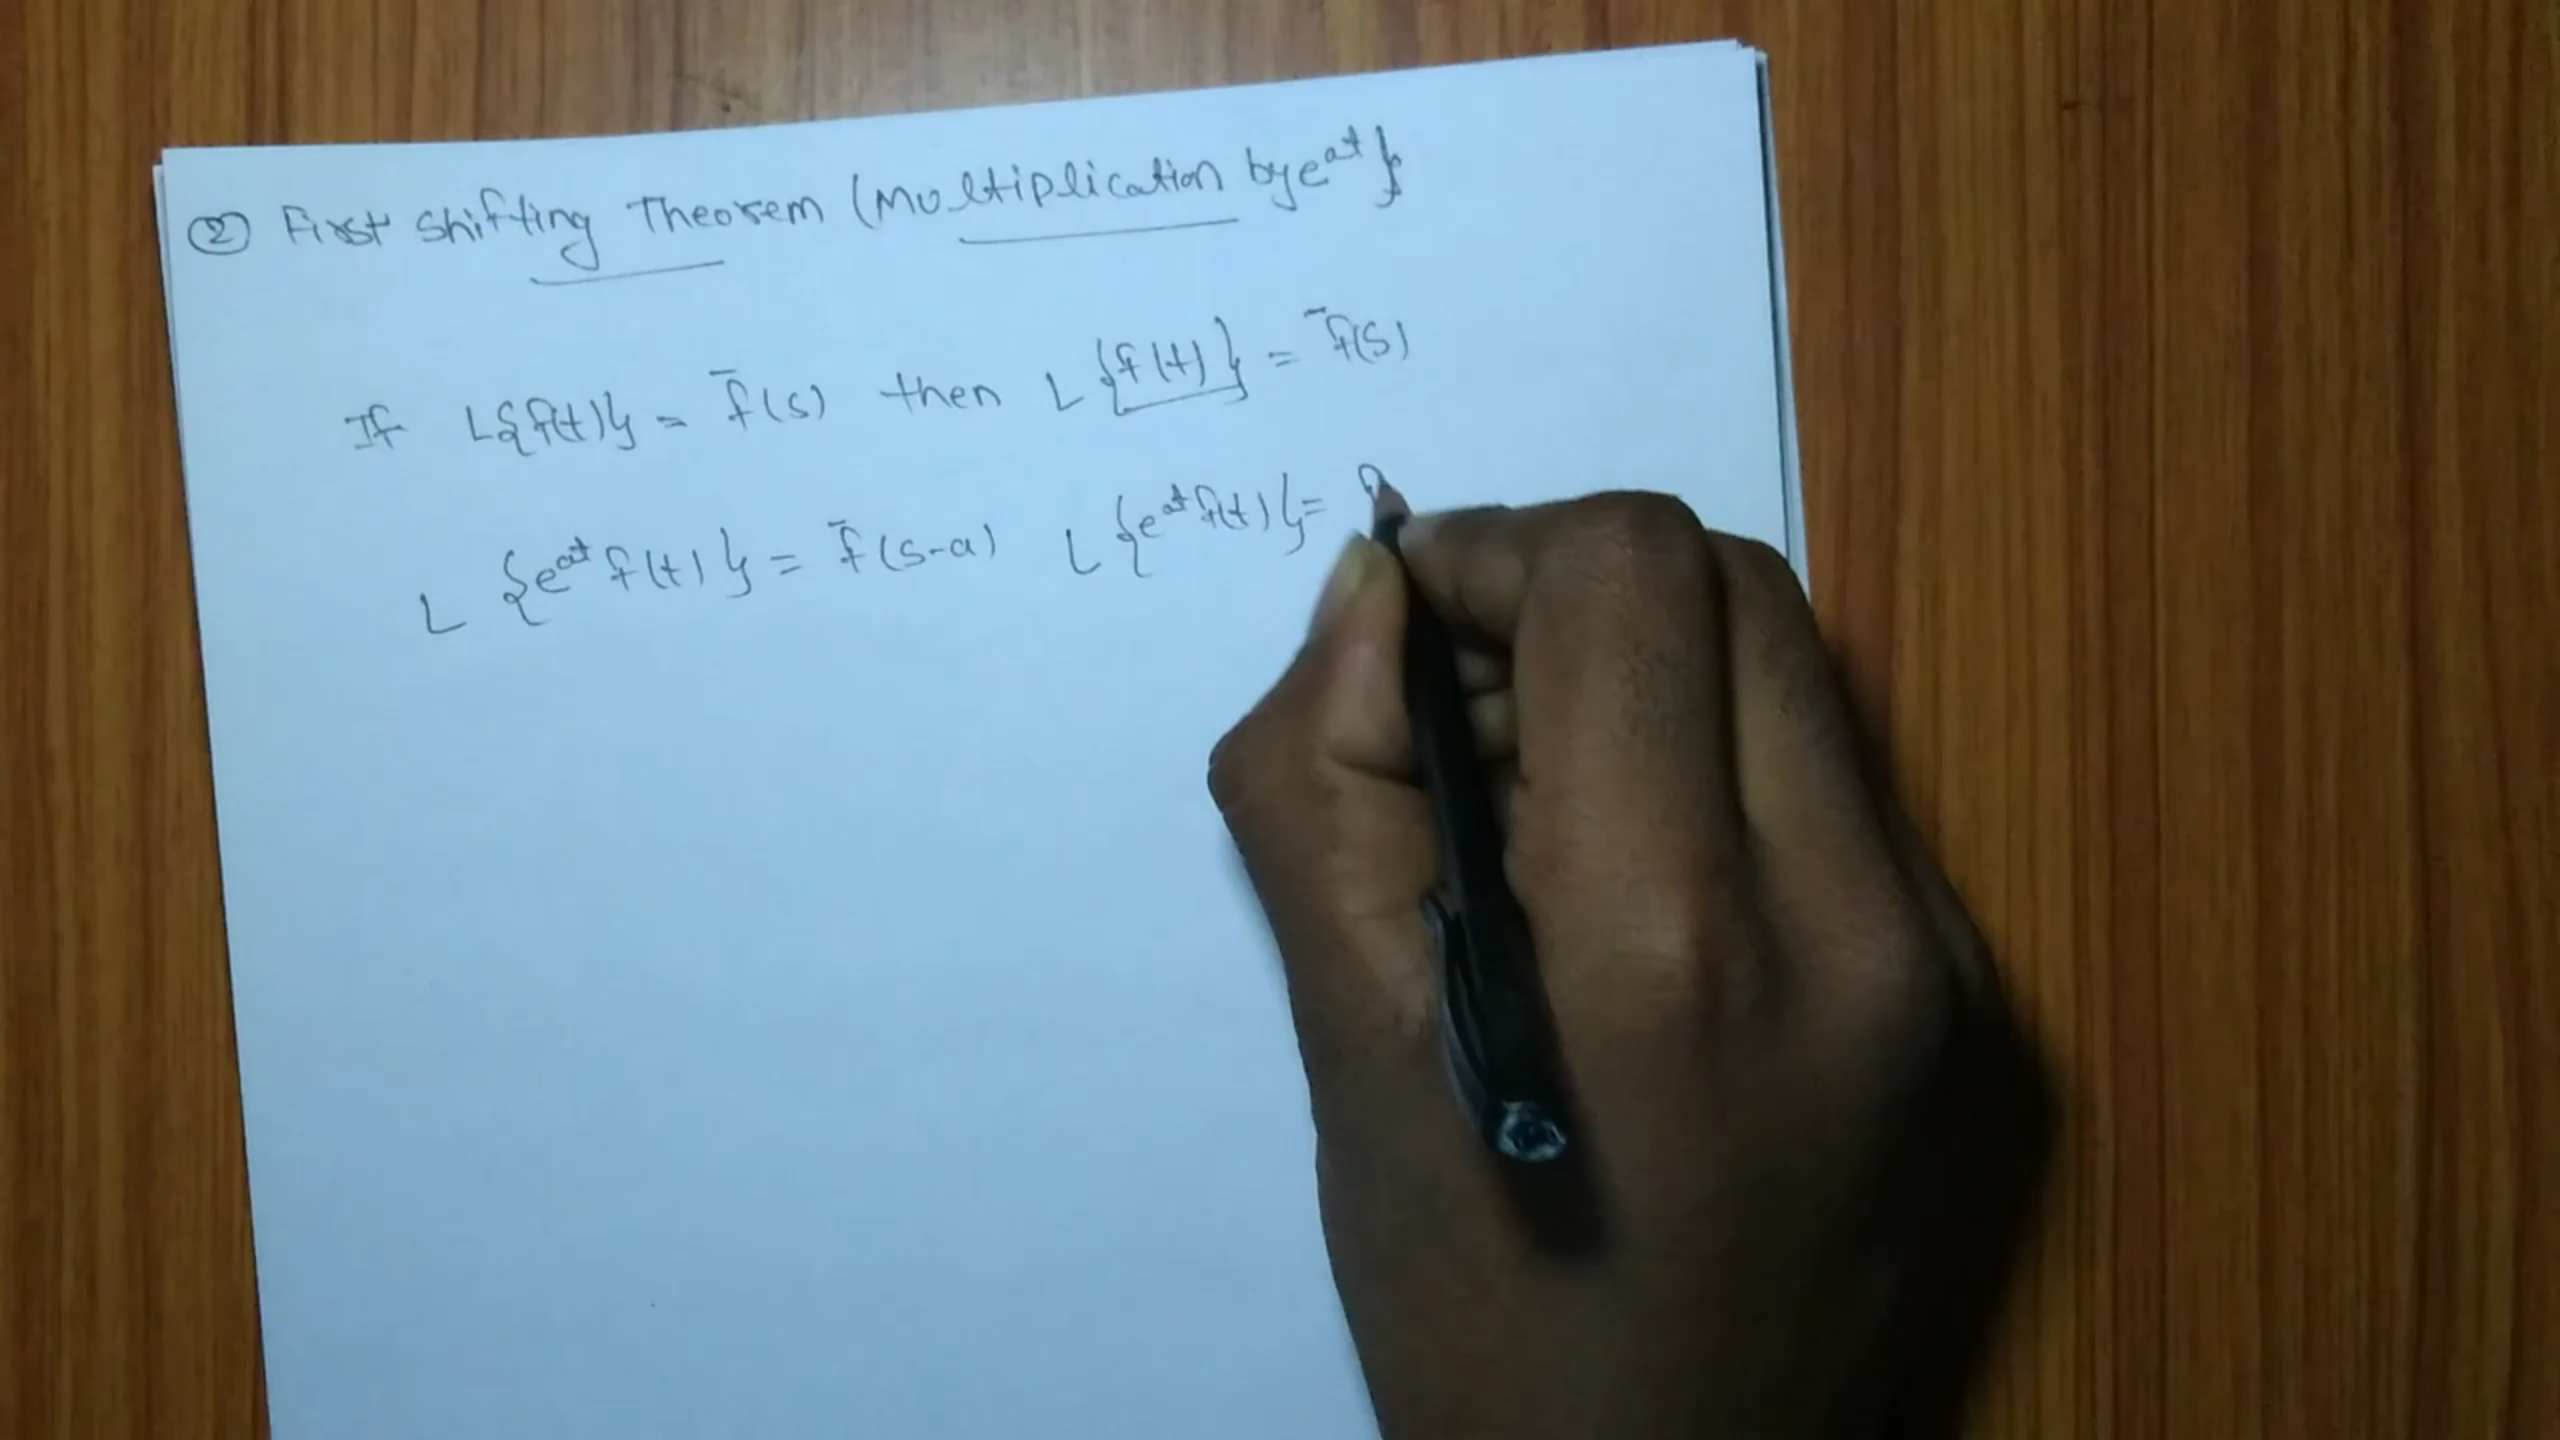 ② First Shifting Theorem (Multiplication by e^{at}}
If L{f(t)} = f̄(s) then L{f(t)} = f̄(s)
L {e^{at} f(t)} = f̄(s-a) L {e^{at} f(t)} =